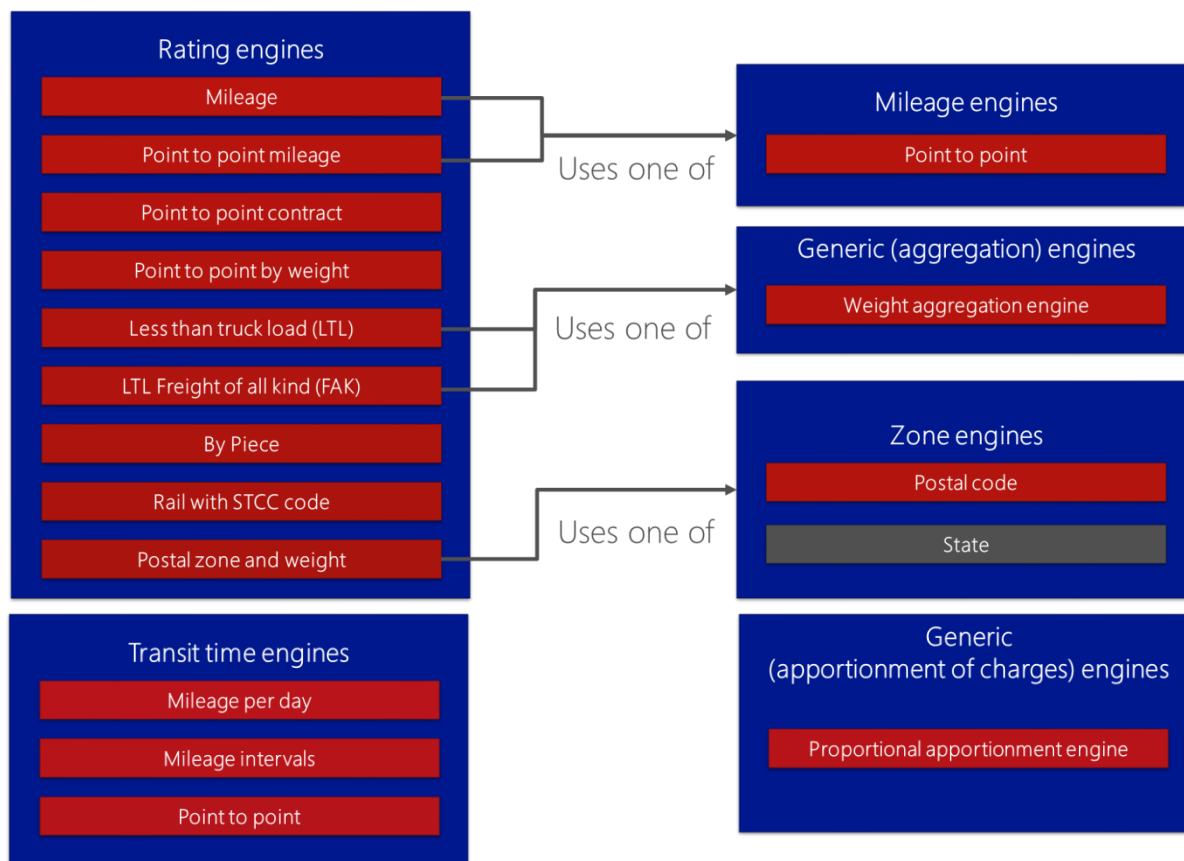 Rating engines
Mileage
Point to point mileage
Point to point contract
Point to point by weight
Less than truck load (LTL)
LTL Freight of all kind (FAK)
By Piece
Rail with STCC code
Postal zone and weight
Transit time engines
Mileage per day
Mileage intervals
Point to point
Uses one of
Uses one of
Uses one of
Mileage engines
Point to point
Generic (aggregation) engines
Weight aggregation engine
Zone engines
Postal code
State
Generic
(apportionment of charges) engines
Proportional apportionment engine